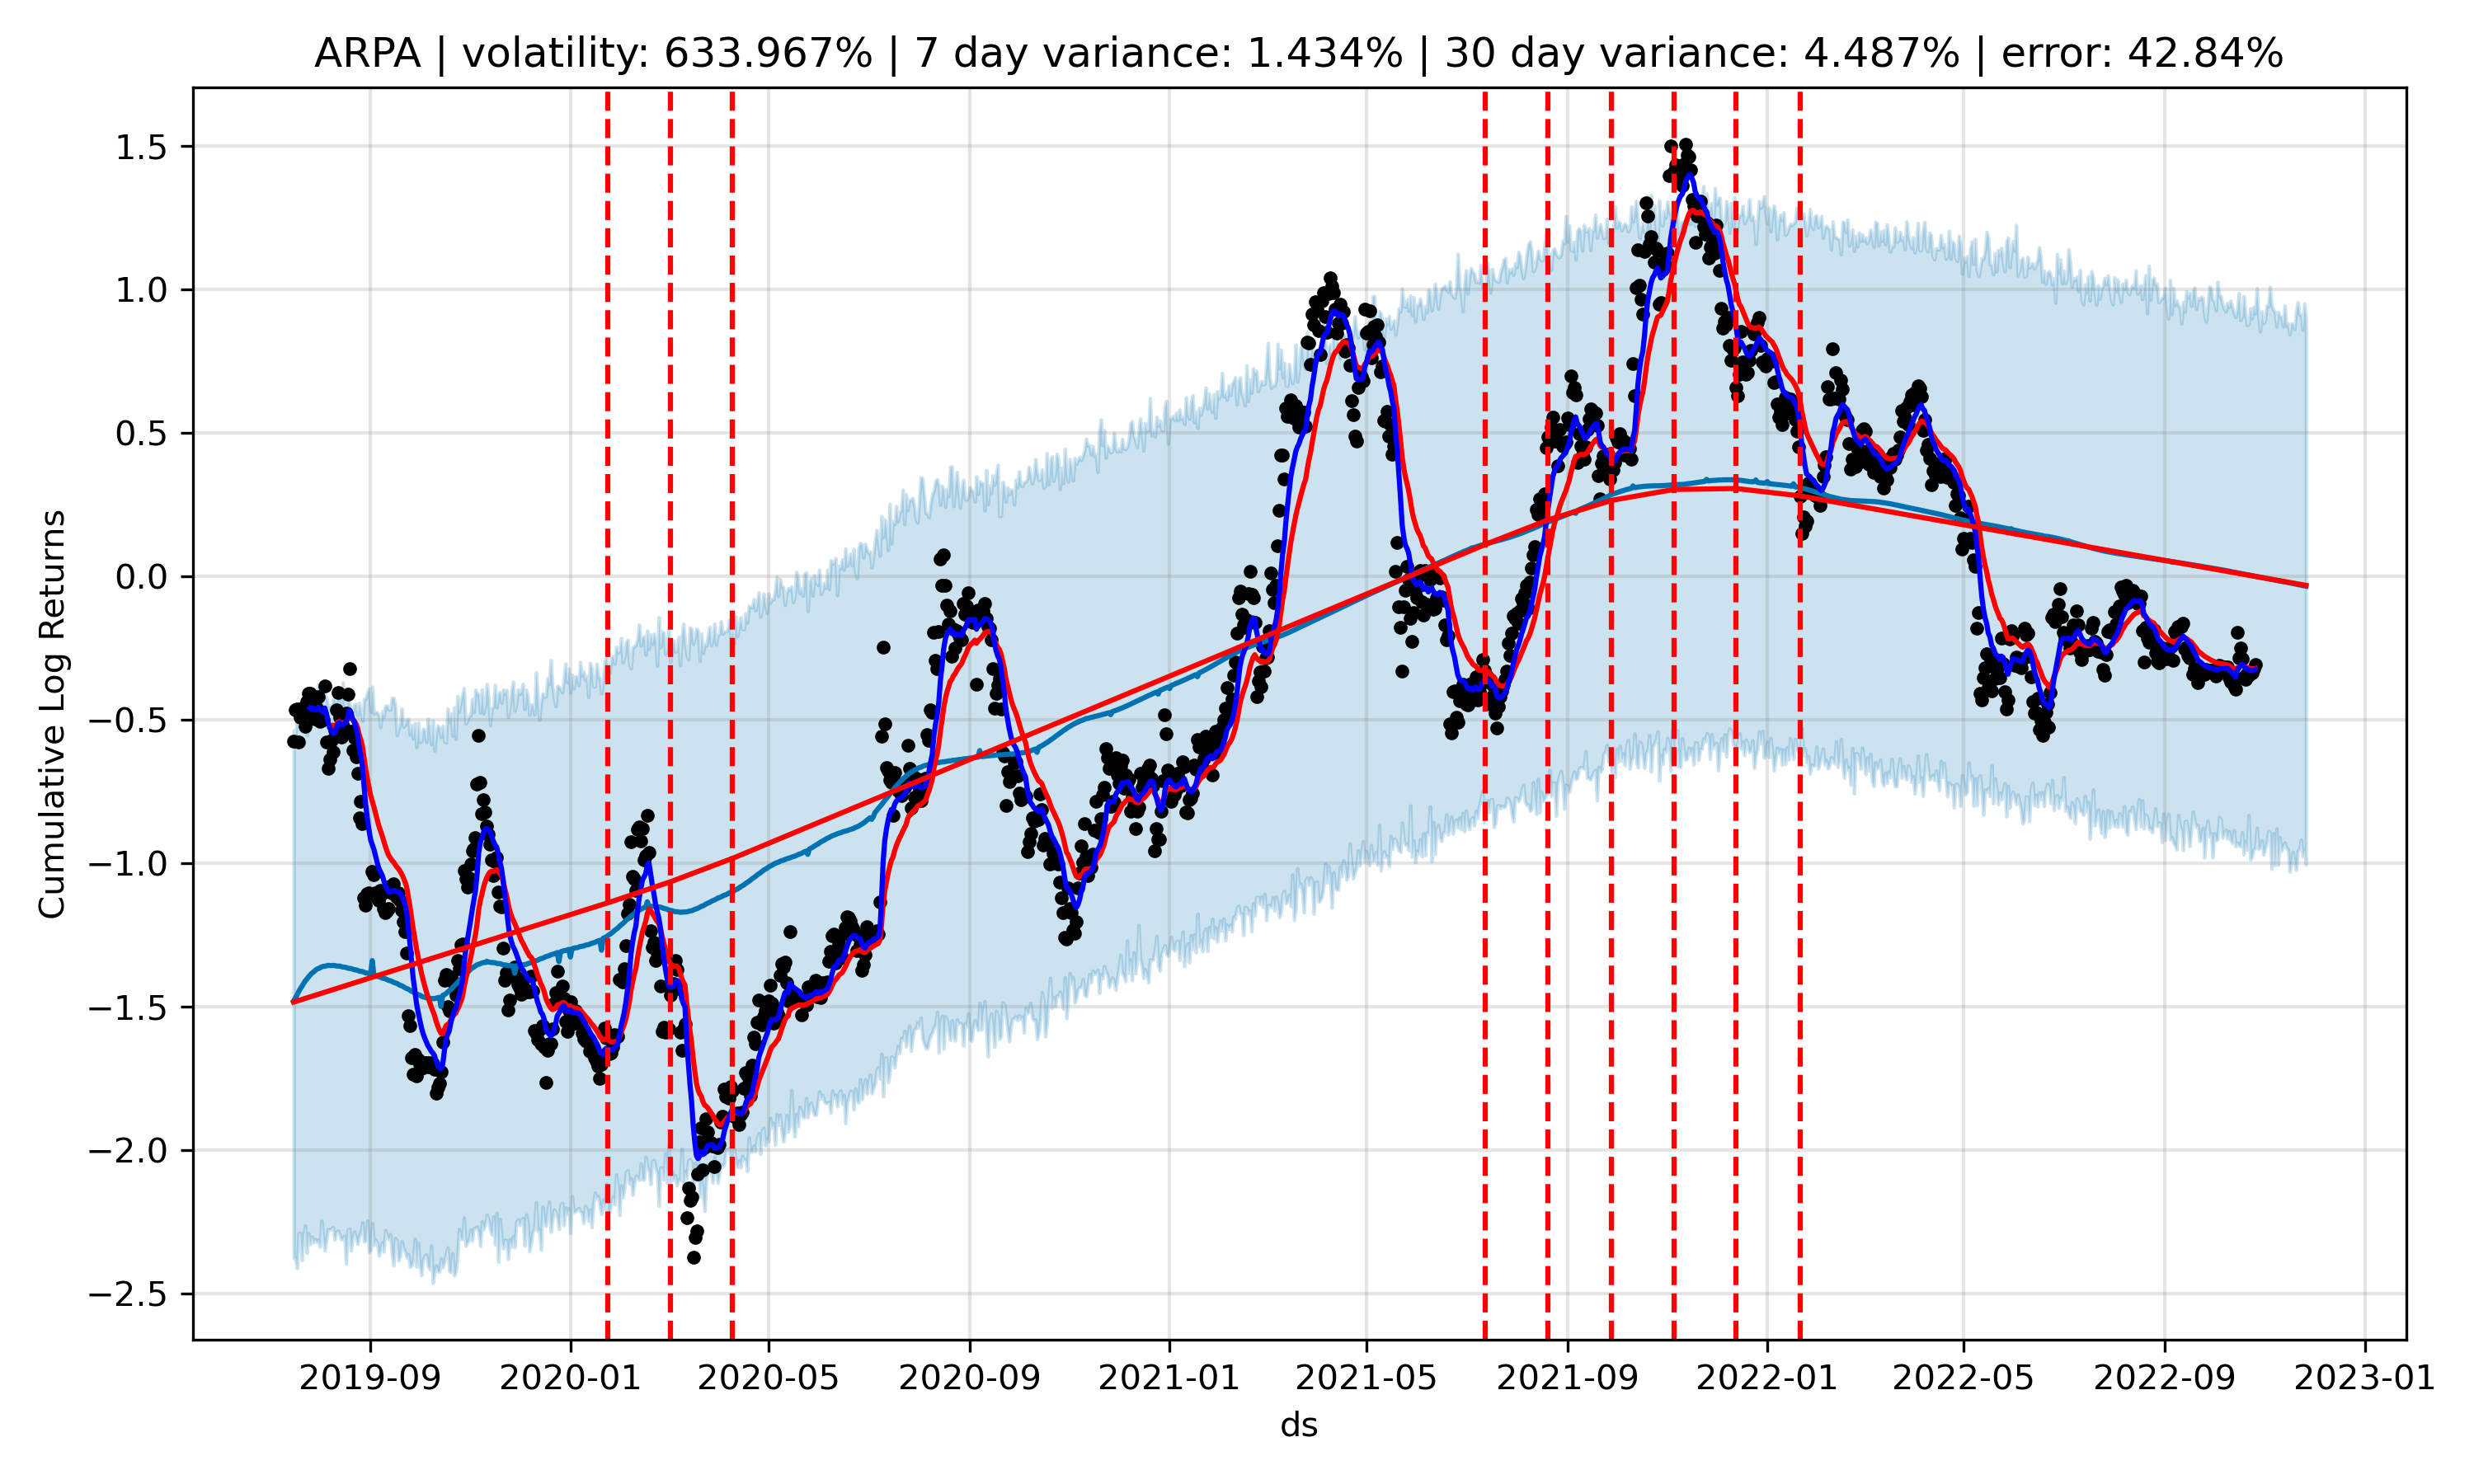 ARPA | volatility: 633.967% | 7 day variance: 1.434% | 30 day variance: 4.487% | error: 42.84%
Cumulative Log Returns
1.5
1.0
0.5
0.0
−0.5
−1.0
−1.5
−2.0
−2.5
2019-09 2020-01 2020-05 2020-09 2021-01 2021-05 2021-09 2022-01 2022-05 2022-09 2023-01
ds